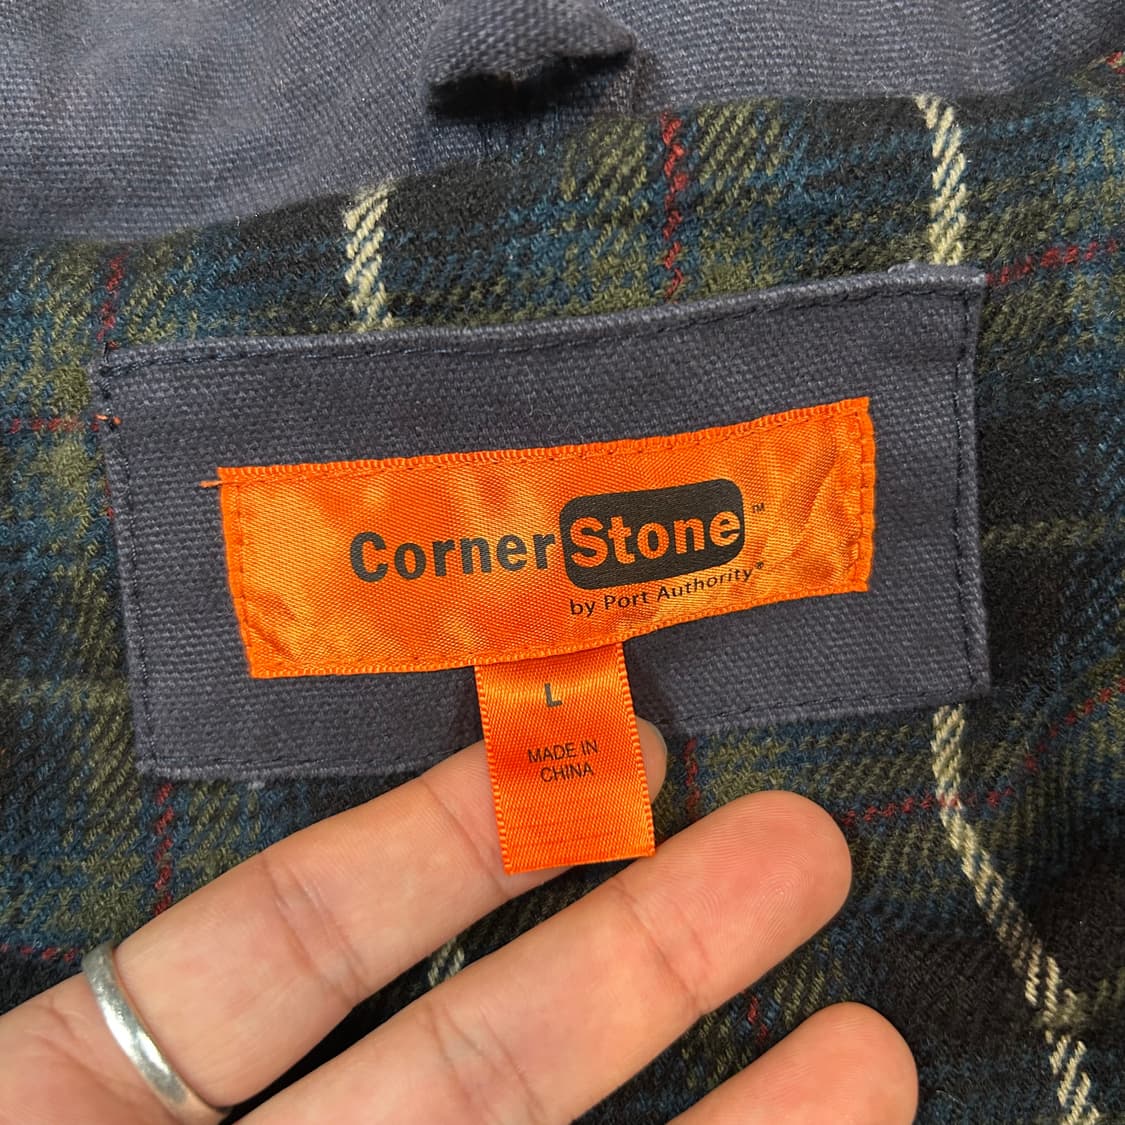 CornerStone™
by Port Authority®
L
MADE IN
CHINA